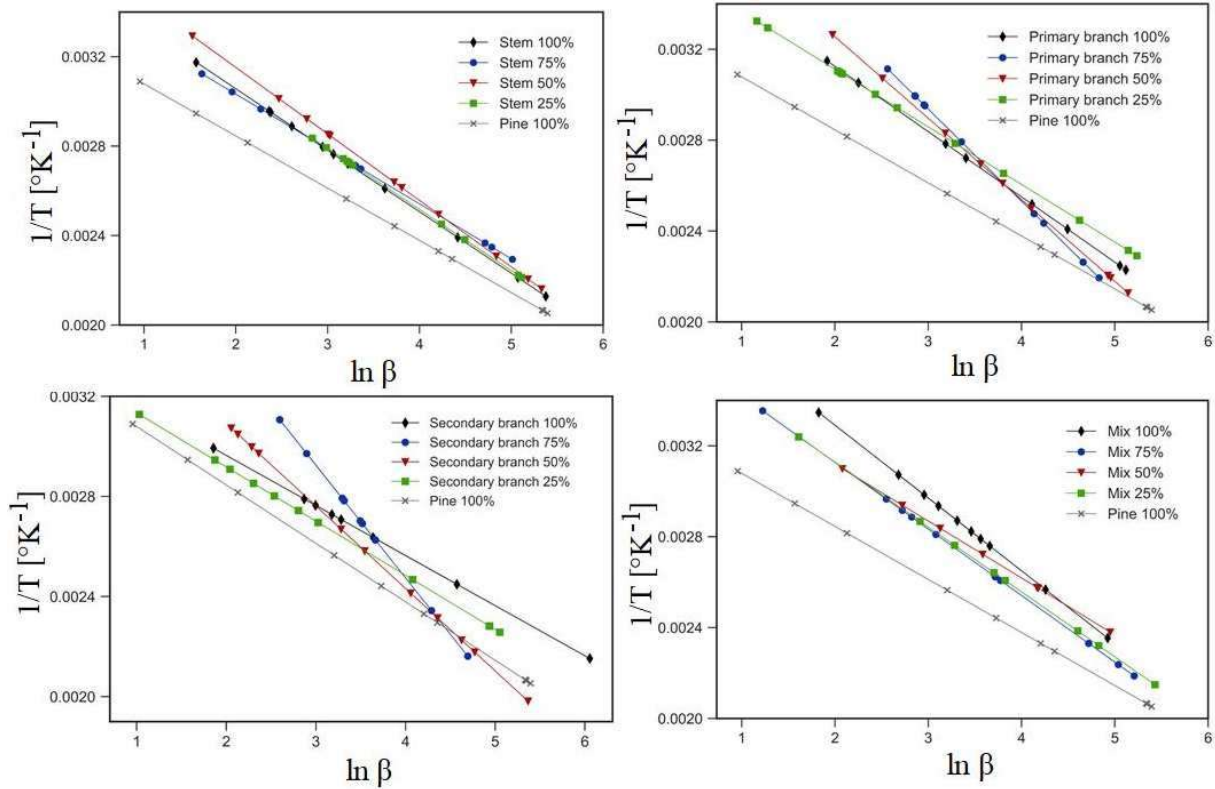 0.0032
0.0028
0.0024
0.0020
1/T [°K⁻¹]
Stem 100%
Stem 75%
Stem 50%
Stem 25%
Pine 100%
1 2 3 4 5 6
ln β
0.0032
0.0028
0.0024
0.0020
1/T [°K⁻¹]
Primary branch 100%
Primary branch 75%
Primary branch 50%
Primary branch 25%
Pine 100%
1 2 3 4 5 6
ln β
0.0032
0.0028
0.0024
0.0020
1/T [°K⁻¹]
Secondary branch 100%
Secondary branch 75%
Secondary branch 50%
Secondary branch 25%
Pine 100%
1 2 3 4 5 6
ln β
0.0032
0.0028
0.0024
0.0020
1/T [°K⁻¹]
Mix 100%
Mix 75%
Mix 50%
Mix 25%
Pine 100%
1 2 3 4 5 6
ln β